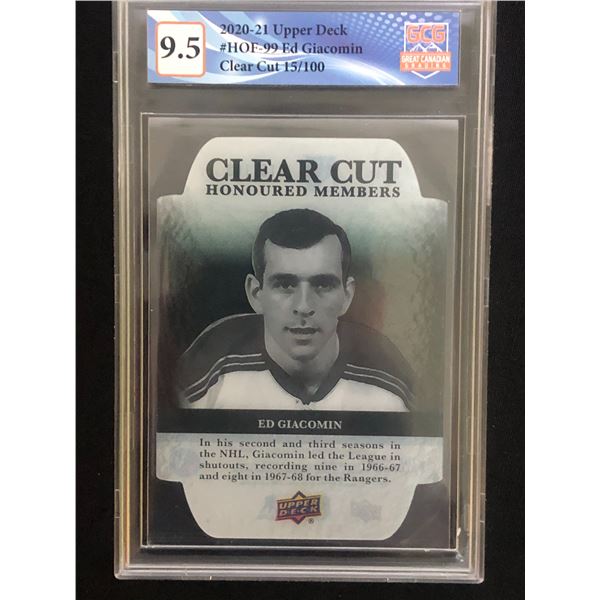 9.5
2020-21 Upper Deck
#HOF-99 Ed Giacomin
Clear Cut 15/100
GCG
GREAT CANADIAN
GRADING
CLEAR CUT
HONOURED MEMBERS
ED GIACOMIN
In his second and third seasons in
the NHL, Giacomin led the League in
shutouts, recording nine in 1966-67
and eight in 1967-68 for the Rangers.
UPPER
DECK
®